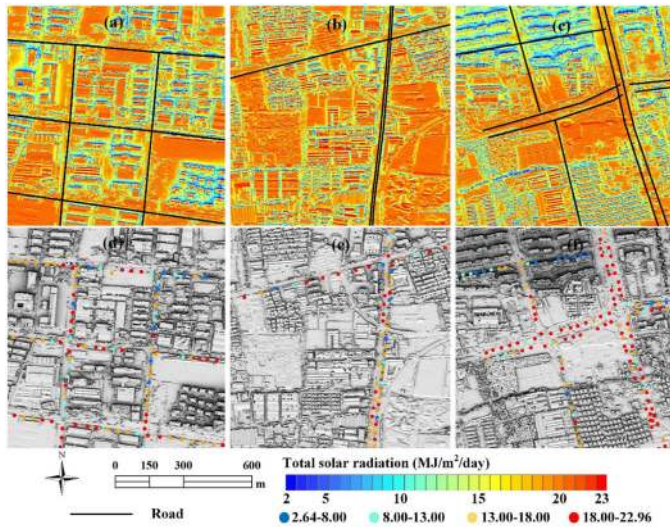 (a) (b) (c)
(d) (e) (f)
N
0 150 300 600
m
Road
Total solar radiation (MJ/m²/day)
2 5 10 15 20 23
2.64-8.00 8.00-13.00 13.00-18.00 18.00-22.96